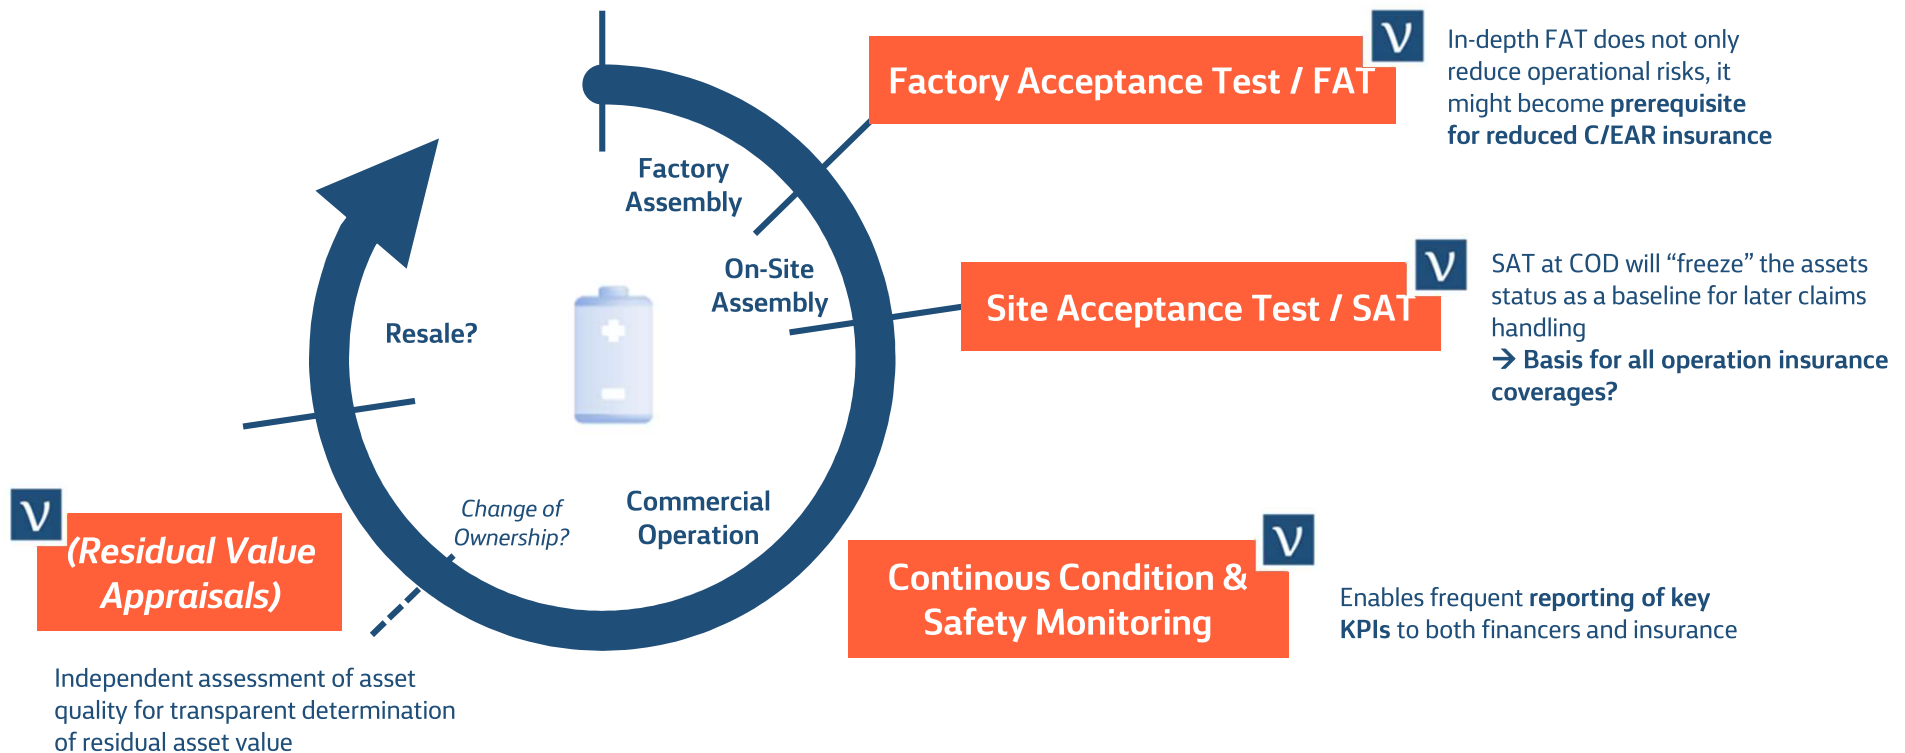 Factory Acceptance Test / FAT
ν
In-depth FAT does not only
reduce operational risks, it
might become prerequisite
for reduced C/EAR insurance
Factory
Assembly
On-Site
Assembly
Site Acceptance Test / SAT
ν
SAT at COD will “freeze” the assets
status as a baseline for later claims
handling
→ Basis for all operation insurance
coverages?
Resale?
Change of
Ownership?
Commercial
Operation
Continous Condition &
Safety Monitoring
ν
Enables frequent reporting of key
KPIs to both financers and insurance
ν
(Residual Value
Appraisals)
Independent assessment of asset
quality for transparent determination
of residual asset value